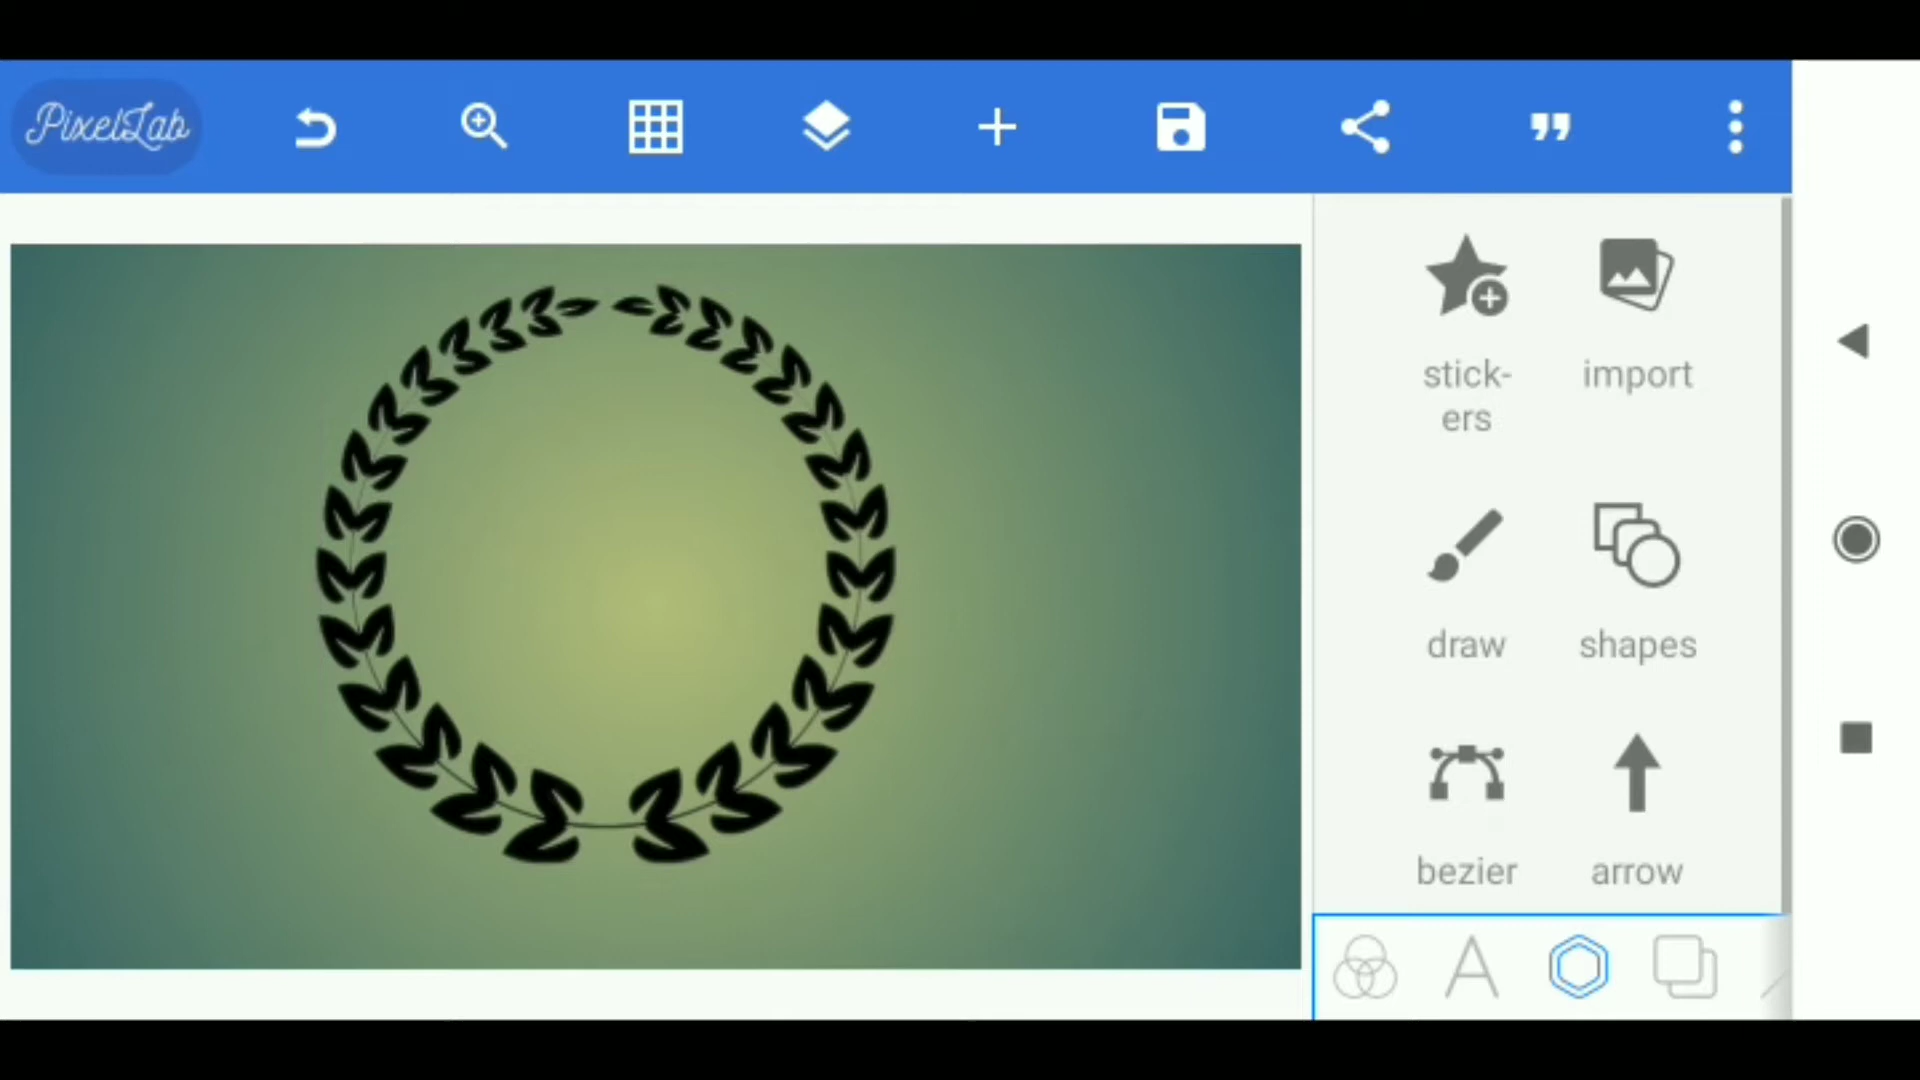 PixelLab
stick-
ers
import
draw
shapes
bezier
arrow